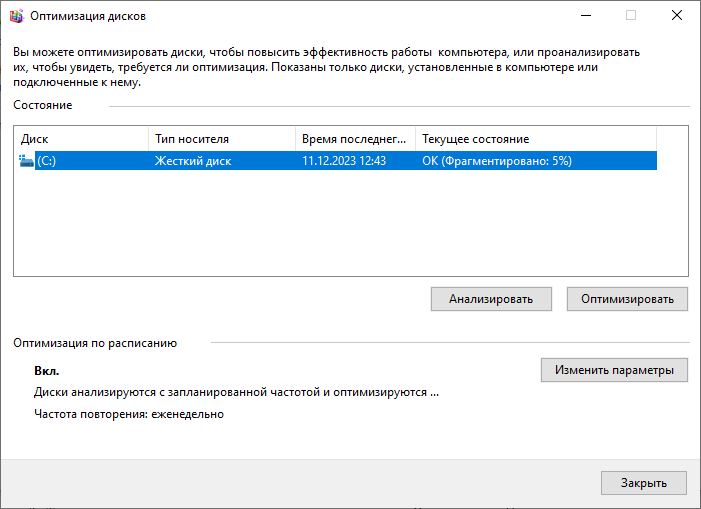 Оптимизация дисков
Вы можете оптимизировать диски, чтобы повысить эффективность работы  компьютера, или проанализировать
их, чтобы увидеть, требуется ли оптимизация. Показаны только диски, установленные в компьютере или
подключенные к нему.
Состояние
Диск Тип носителя Время последнег... Текущее состояние
(C:) Жесткий диск 11.12.2023 12:43 ОК (Фрагментировано: 5%)
Анализировать Оптимизировать
Оптимизация по расписанию
Вкл. Изменить параметры
Диски анализируются с запланированной частотой и оптимизируются ...
Частота повторения: еженедельно
Закрыть